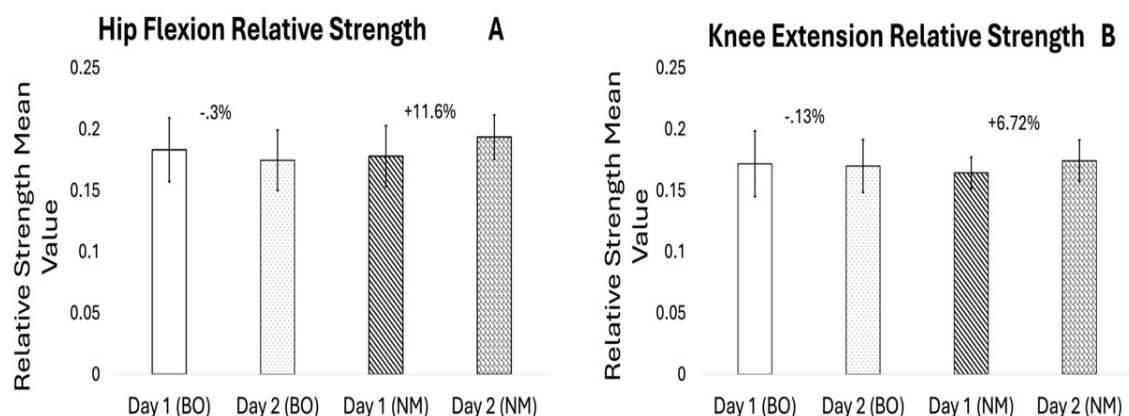 Hip Flexion Relative Strength A
Relative Strength Mean
Value
0.25
0.2
0.15
0.1
0.05
0
-.3%
+11.6%
Day 1 (BO) Day 2 (BO) Day 1 (NM) Day 2 (NM)
Knee Extension Relative Strength B
Relative Strength Mean
Value
0.25
0.2
0.15
0.1
0.05
0
-.13%
+6.72%
Day 1 (BO) Day 2 (BO) Day 1 (NM) Day 2 (NM)